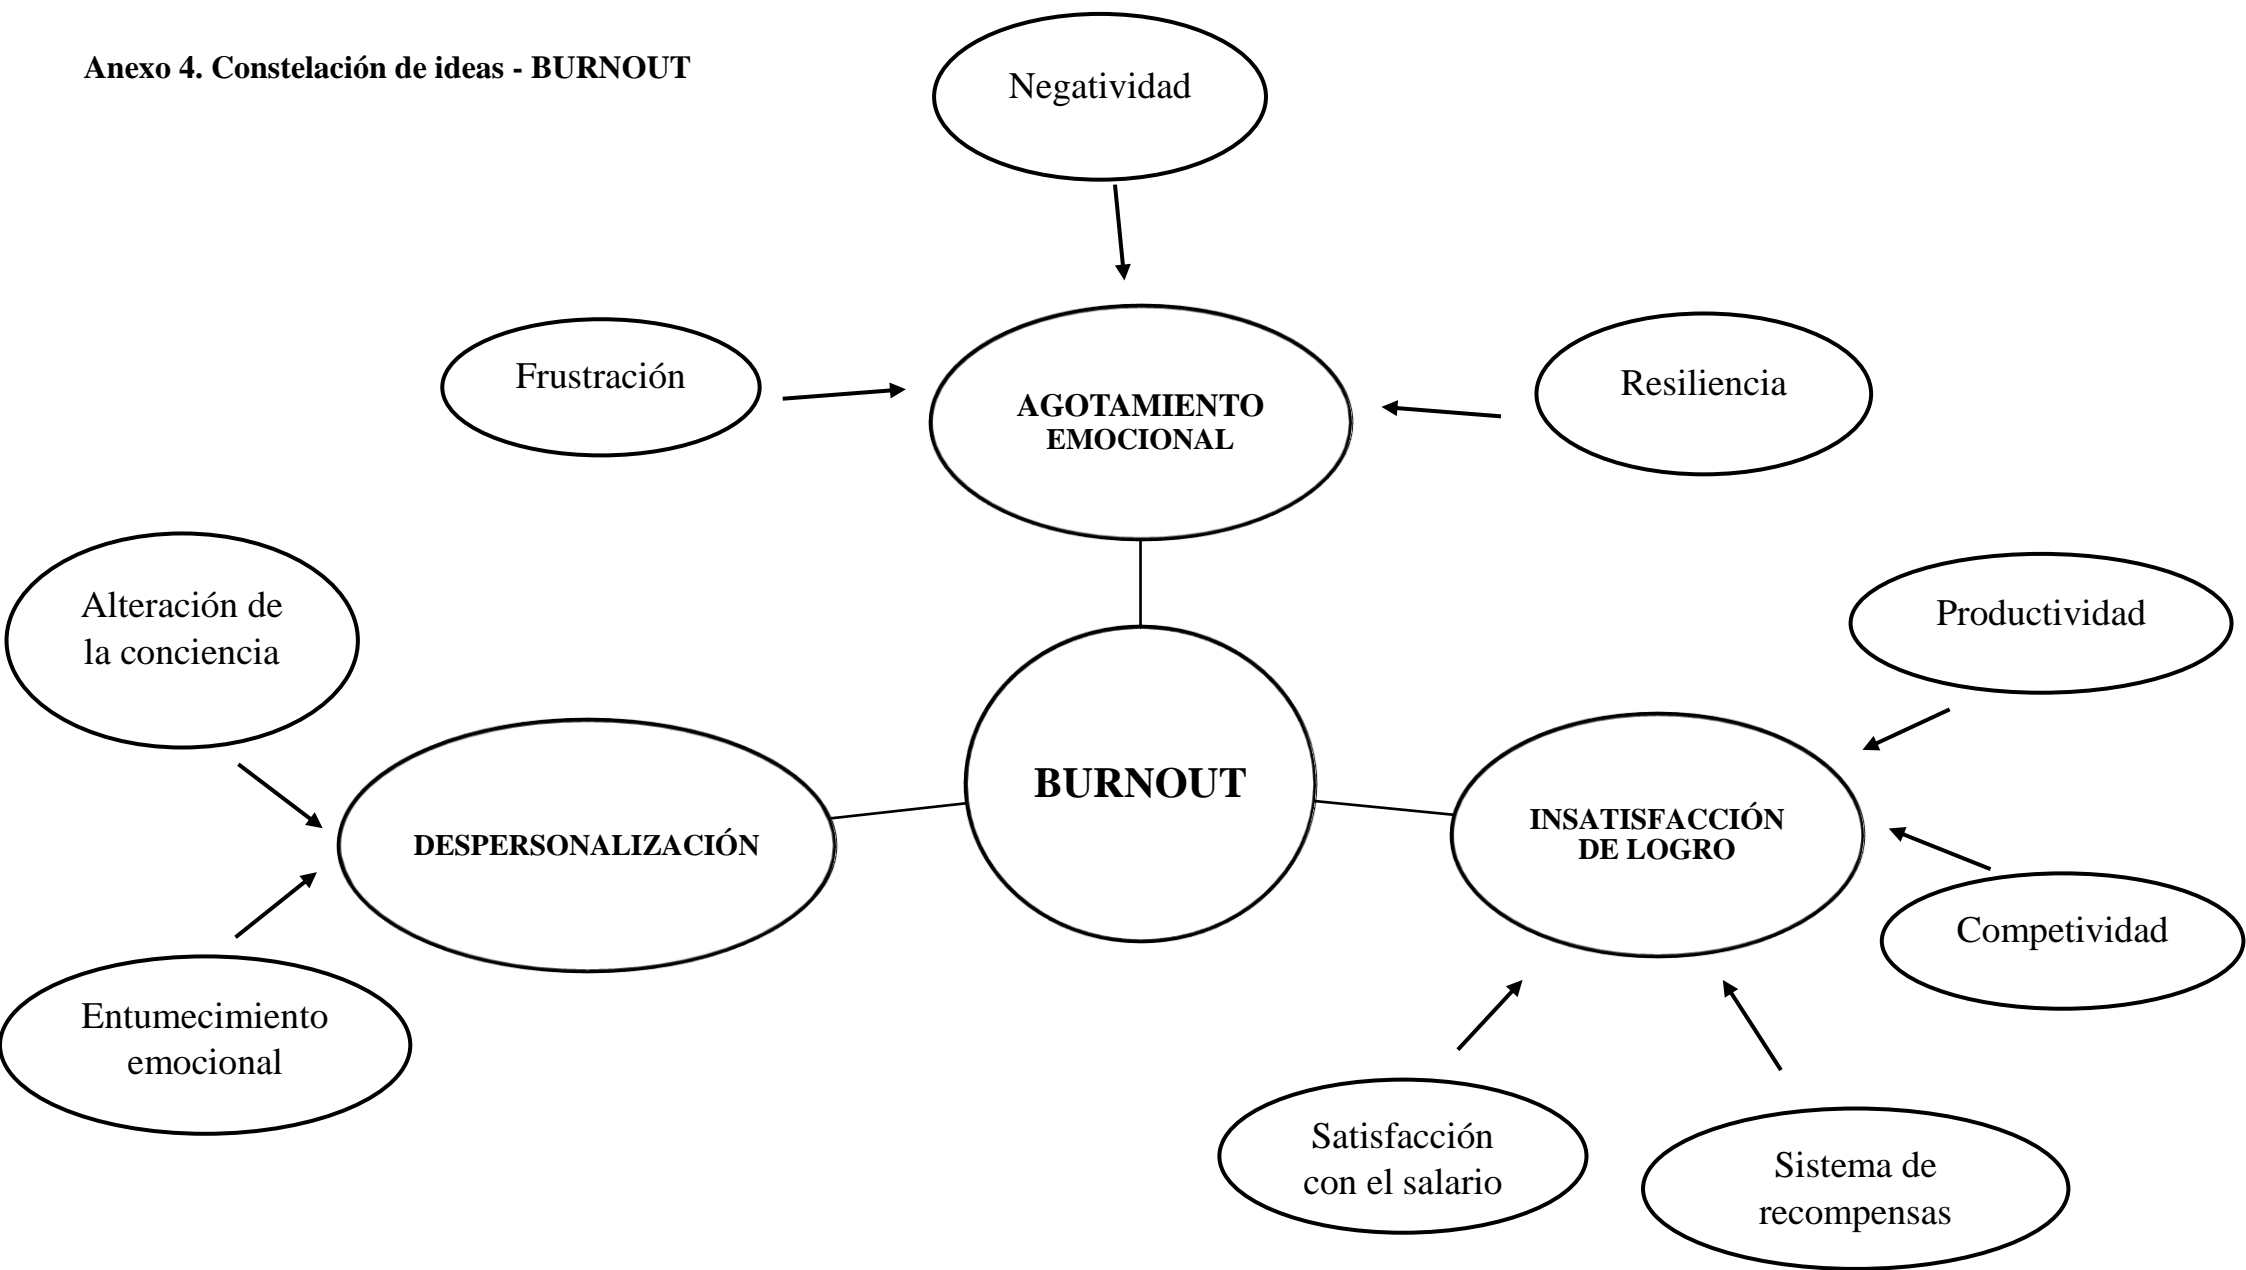 Anexo 4. Constelación de ideas - BURNOUT
Negatividad
Frustración
AGOTAMIENTO
EMOCIONAL
Resiliencia
Alteración de
la conciencia
Productividad
BURNOUT
DESPERSONALIZACIÓN
INSATISFACCIÓN
DE LOGRO
Competividad
Entumecimiento
emocional
Satisfacción
con el salario
Sistema de
recompensas